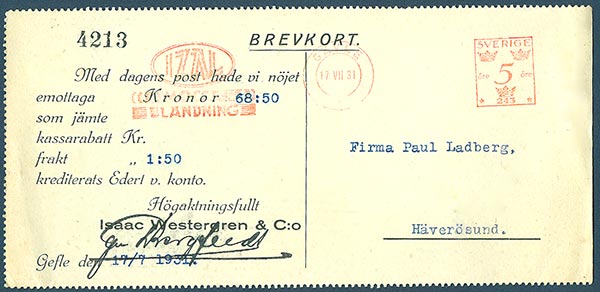 4213
BREVKORT.
IZAL
BLANDNING
Med dagens post hade vi nöjet
emottaga Kronor 68:50
som jämte
kassarabatt Kr.
frakt „ 1:50
krediterats Edert v. konto.
Högaktningsfullt
Isaac Westergren & C:o
Gefle den 17/7 1931.
17 VII 31
SVERIGE
öre 5 öre
243
Firma Paul Ladberg,
Häverösund.